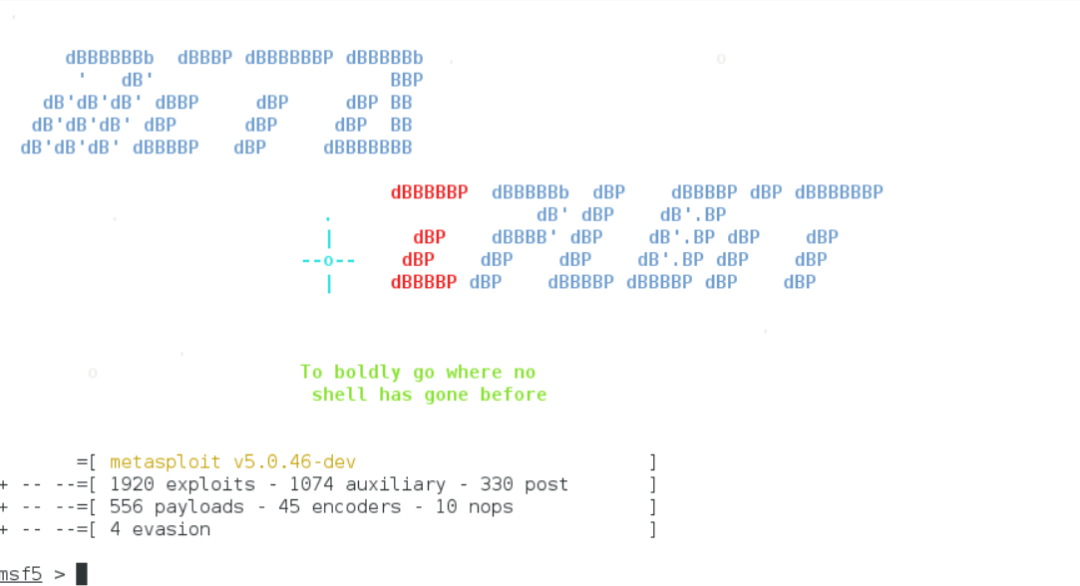 dBBBBBBb  dBBBP dBBBBBBP dBBBBBb  .                       o
'   dB'                     BBP
dB'dB'dB' dBBP     dBP     dBP BB
dB'dB'dB' dBP      dBP     dBP  BB
dB'dB'dB' dBBBBP   dBP     dBBBBBBB
dBBBBBP  dBBBBBb  dBP    dBBBBP dBP dBBBBBBP
.                  dB' dBP    dB'.BP
|       dBP    dBBBB' dBP    dB'.BP dBP    dBP
--o--    dBP    dBP    dBP    dB'.BP dBP    dBP
|     dBBBBP dBP    dBBBBP dBBBBP dBP    dBP
.
o
To boldly go where no
shell has gone before
=[ metasploit v5.0.46-dev                           ]
+ -- --=[ 1920 exploits - 1074 auxiliary - 330 post       ]
+ -- --=[ 556 payloads - 45 encoders - 10 nops            ]
+ -- --=[ 4 evasion                                       ]
msf5 >